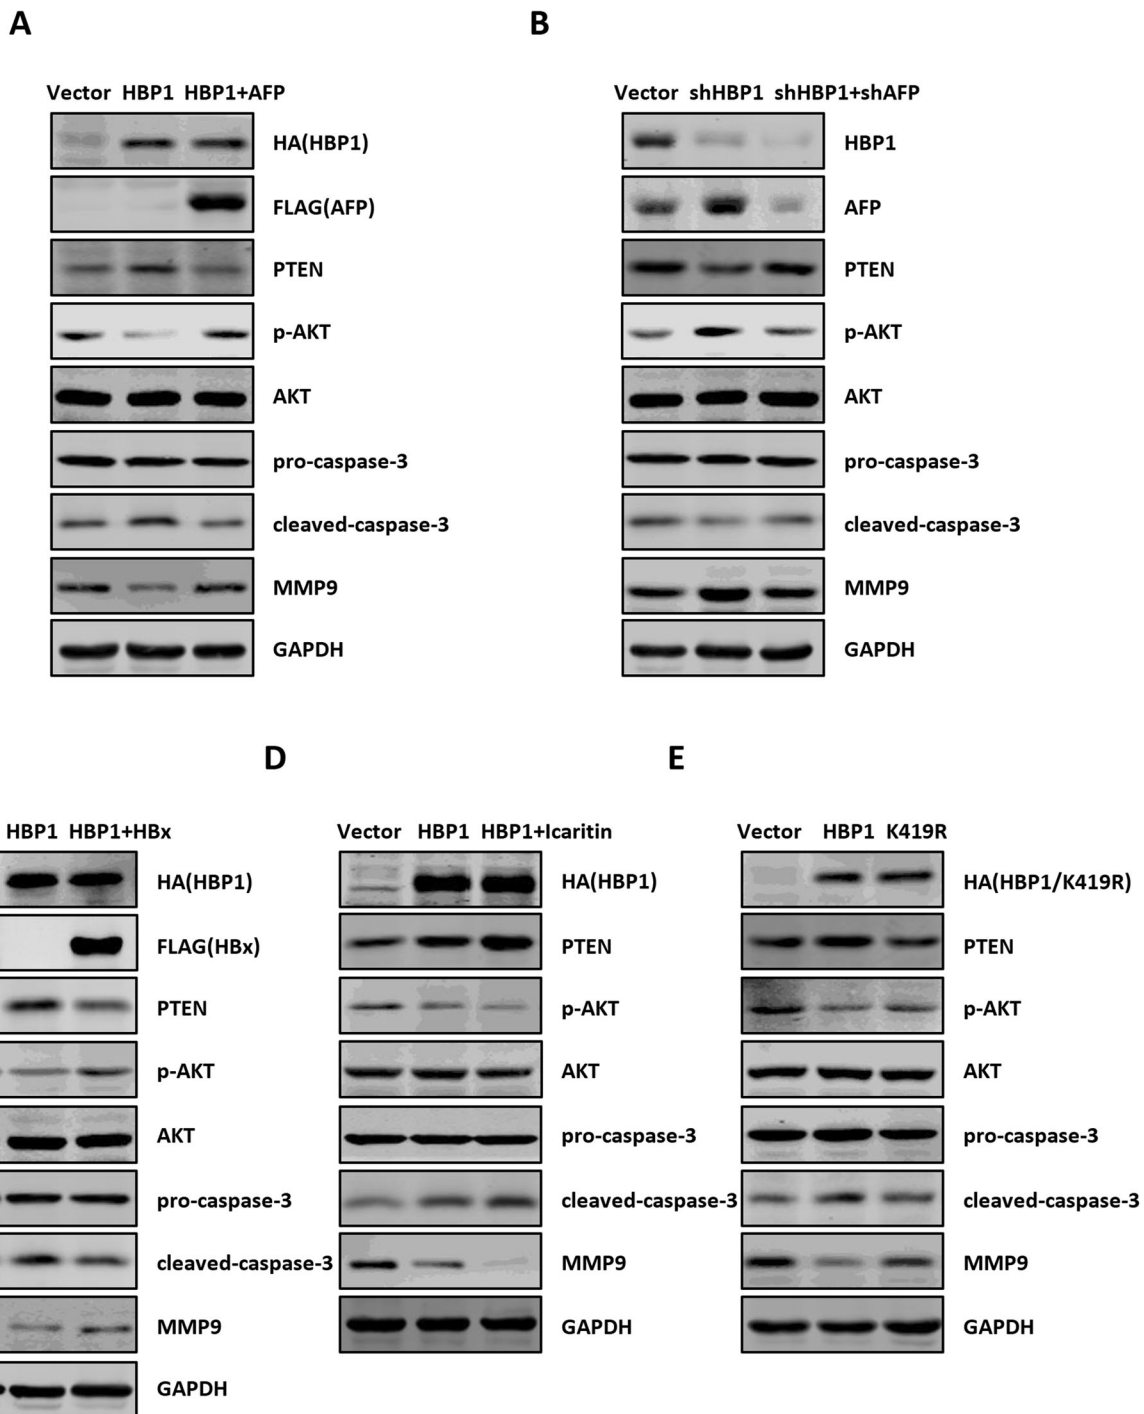 A
B
Vector HBP1 HBP1+AFP
HA(HBP1)
FLAG(AFP)
PTEN
p-AKT
AKT
pro-caspase-3
cleaved-caspase-3
MMP9
GAPDH
Vector shHBP1 shHBP1+shAFP
HBP1
AFP
PTEN
p-AKT
AKT
pro-caspase-3
cleaved-caspase-3
MMP9
GAPDH
HBP1 HBP1+HBx
HA(HBP1)
FLAG(HBx)
PTEN
p-AKT
AKT
pro-caspase-3
cleaved-caspase-3
MMP9
GAPDH
D
Vector HBP1 HBP1+Icaritin
HA(HBP1)
PTEN
p-AKT
AKT
pro-caspase-3
cleaved-caspase-3
MMP9
GAPDH
E
Vector HBP1 K419R
HA(HBP1/K419R)
PTEN
p-AKT
AKT
pro-caspase-3
cleaved-caspase-3
MMP9
GAPDH